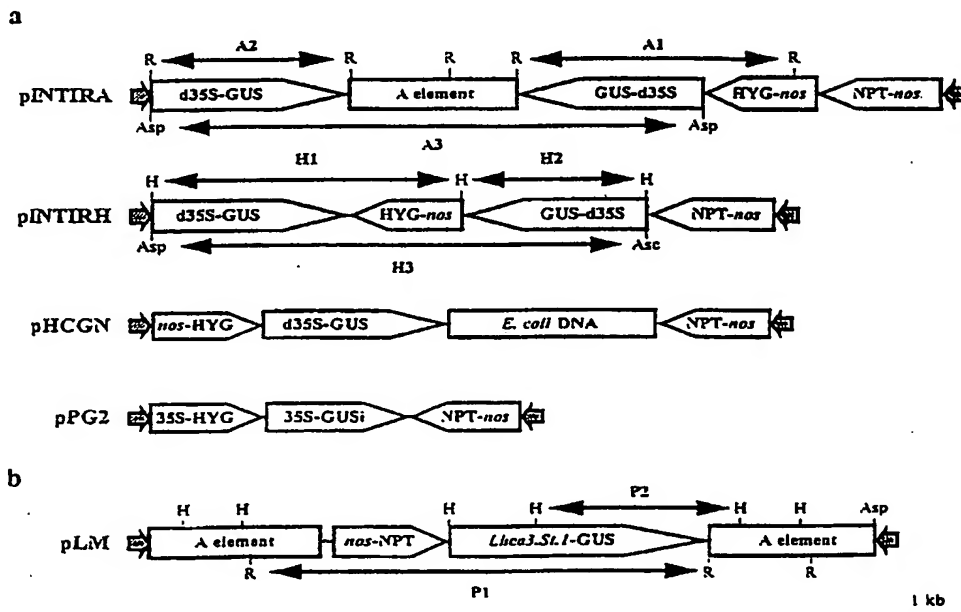 a
R A2 R R A1 R
pINTIRA d35S-GUS A element GUS-d35S HYG-nos NPT-nos.
Asp A3 Asp
H H1 H H2 H
pINTIRH d35S-GUS HYG-nos GUS-d35S NPT-nos
Asp H3 Asc
pHCGN nos-HYG d35S-GUS E. coli DNA NPT-nos
pPG2 35S-HYG 35S-GUSi NPT-nos
b
H H H H P2 H H Asp
pLM A element nos-NPT Lhca3.St.1-GUS A element
R P1 R R
1 kb